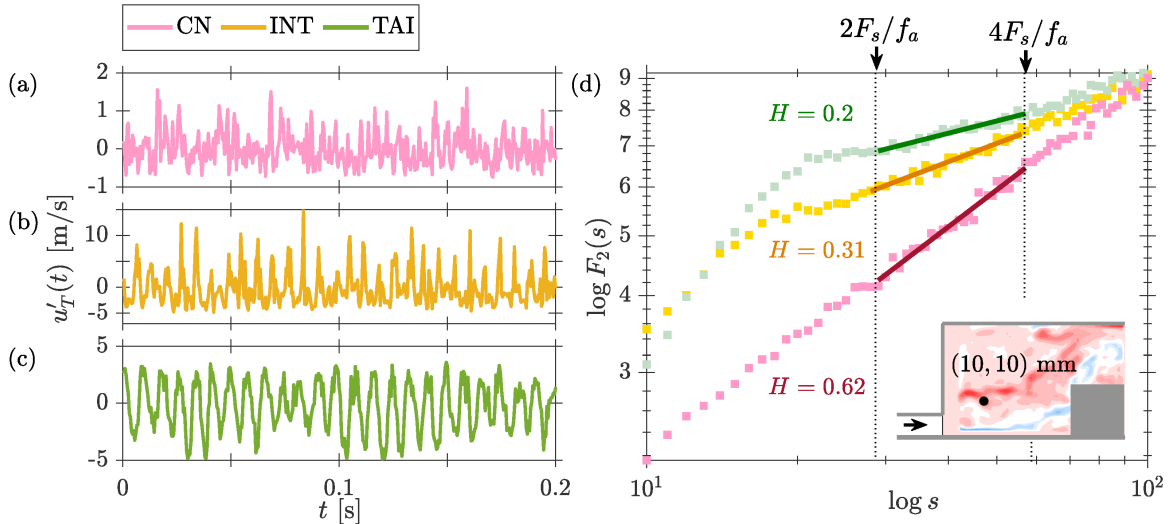 CN INT TAI
(a)
2
1
0
-1
(b)
10
5
0
-5
u′_T(t) [m/s]
(c)
5
0
-5
0 0.1 0.2
t [s]
2F_s/f_a 4F_s/f_a
(d)
9
8
7
6
5
4
3
log F_2(s)
H = 0.2
H = 0.31
H = 0.62
(10, 10) mm
10^1 10^2
log s